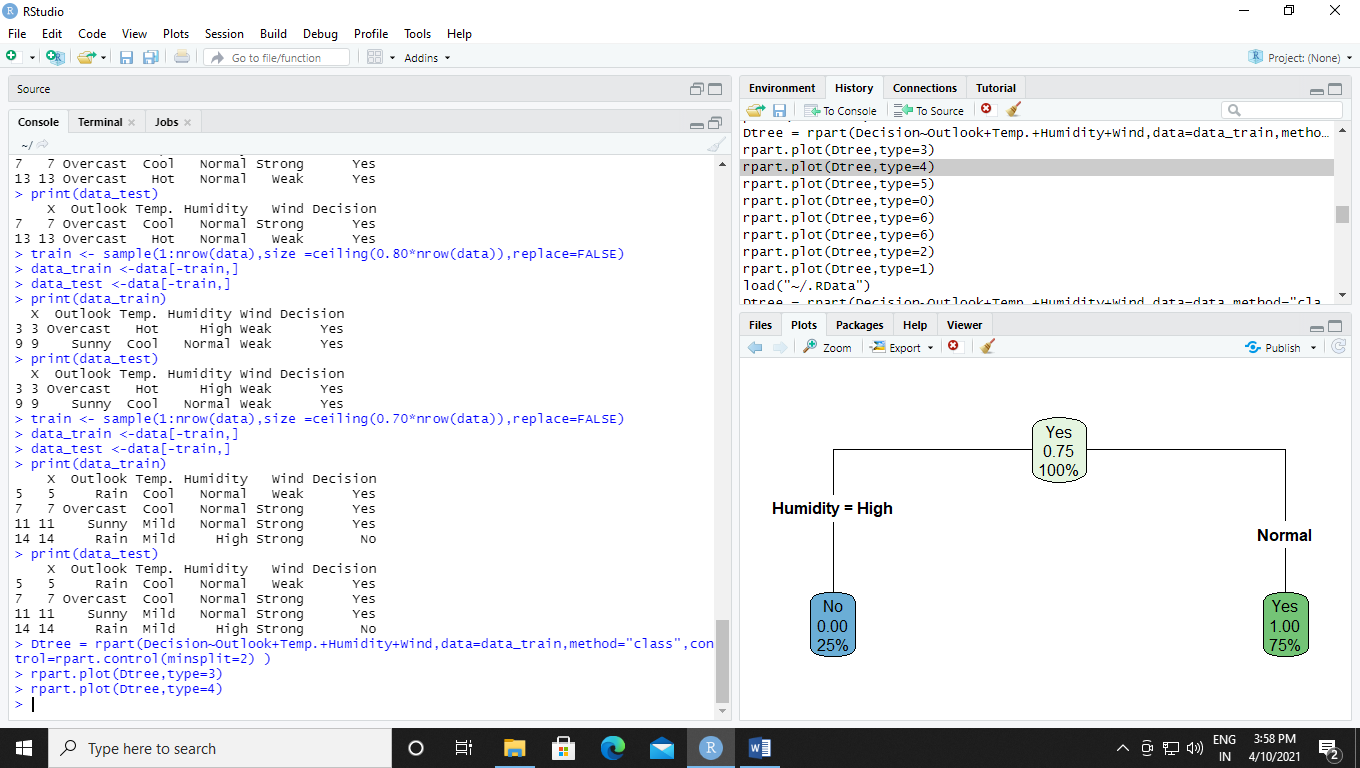 RStudio
File Edit Code View Plots Session Build Debug Profile Tools Help
Go to file/function
Addins
Project: (None)
Source
Console Terminal Jobs
~/
7 7 Overcast Cool Normal Strong Yes
13 13 Overcast Hot Normal Weak Yes
> print(data_test)
X Outlook Temp. Humidity Wind Decision
7 7 Overcast Cool Normal Strong Yes
13 13 Overcast Hot Normal Weak Yes
> train <- sample(1:nrow(data),size =ceiling(0.80*nrow(data)),replace=FALSE)
> data_train <-data[-train,]
> data_test <-data[-train,]
> print(data_train)
X Outlook Temp. Humidity Wind Decision
3 3 Overcast Hot High Weak Yes
9 9 Sunny Cool Normal Weak Yes
> print(data_test)
X Outlook Temp. Humidity Wind Decision
3 3 Overcast Hot High Weak Yes
9 9 Sunny Cool Normal Weak Yes
> train <- sample(1:nrow(data),size =ceiling(0.70*nrow(data)),replace=FALSE)
> data_train <-data[-train,]
> data_test <-data[-train,]
> print(data_train)
X Outlook Temp. Humidity Wind Decision
5 5 Rain Cool Normal Weak Yes
7 7 Overcast Cool Normal Strong Yes
11 11 Sunny Mild Normal Strong Yes
14 14 Rain Mild High Strong No
> print(data_test)
X Outlook Temp. Humidity Wind Decision
5 5 Rain Cool Normal Weak Yes
7 7 Overcast Cool Normal Strong Yes
11 11 Sunny Mild Normal Strong Yes
14 14 Rain Mild High Strong No
> Dtree = rpart(Decision~Outlook+Temp.+Humidity+Wind,data=data_train,method="class",con
trol=rpart.control(minsplit=2) )
> rpart.plot(Dtree,type=3)
> rpart.plot(Dtree,type=4)
>
Environment History Connections Tutorial
To Console To Source
Dtree = rpart(Decision~Outlook+Temp.+Humidity+Wind,data=data_train,metho...
rpart.plot(Dtree,type=3)
rpart.plot(Dtree,type=4)
rpart.plot(Dtree,type=5)
rpart.plot(Dtree,type=0)
rpart.plot(Dtree,type=6)
rpart.plot(Dtree,type=6)
rpart.plot(Dtree,type=2)
rpart.plot(Dtree,type=1)
load("~/.RData")
Dtree = rpart(Decision~Outlook+Temp.+Humidity+Wind,data=data,method="cla
Files Plots Packages Help Viewer
Zoom Export Publish
Yes
0.75
100%
Humidity = High
Normal
No
0.00
25%
Yes
1.00
75%
Type here to search
ENG
IN
3:58 PM
4/10/2021
2